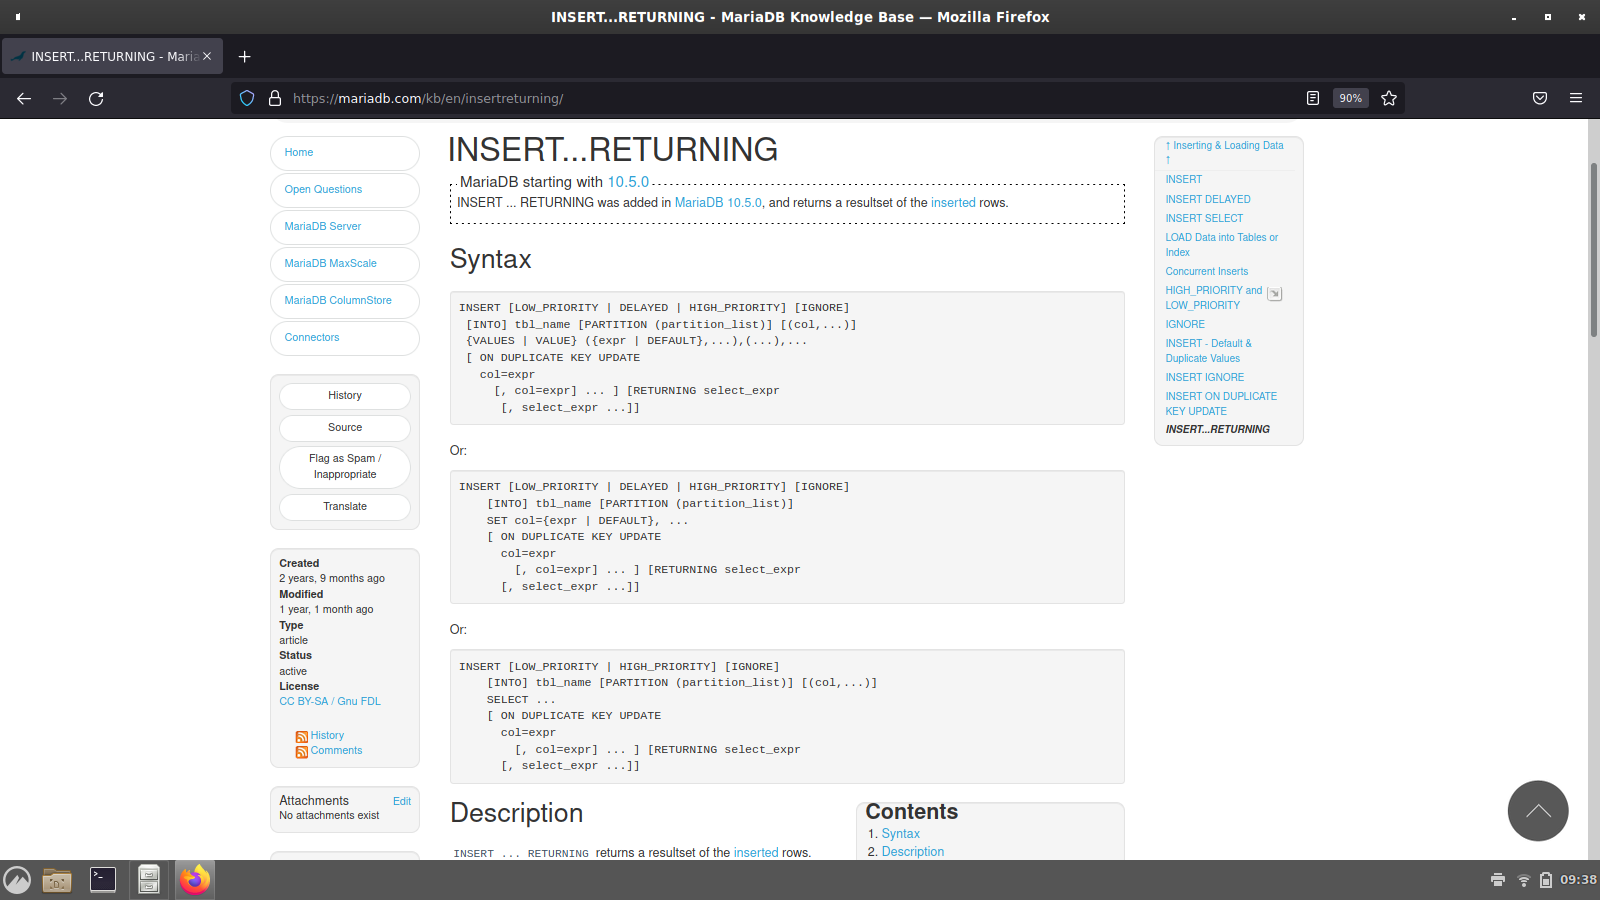 INSERT...RETURNING - MariaDB Knowledge Base — Mozilla Firefox
INSERT...RETURNING - Maria
https://mariadb.com/kb/en/insertreturning/
90%
Home
Open Questions
MariaDB Server
MariaDB MaxScale
MariaDB ColumnStore
Connectors
History
Source
Flag as Spam /
Inappropriate
Translate
Created
2 years, 9 months ago
Modified
1 year, 1 month ago
Type
article
Status
active
License
CC BY-SA / Gnu FDL
History
Comments
Attachments Edit
No attachments exist
INSERT...RETURNING
MariaDB starting with 10.5.0
INSERT ... RETURNING was added in MariaDB 10.5.0, and returns a resultset of the inserted rows.
Syntax
INSERT [LOW_PRIORITY | DELAYED | HIGH_PRIORITY] [IGNORE]
[INTO] tbl_name [PARTITION (partition_list)] [(col,...)]
{VALUES | VALUE} ({expr | DEFAULT},...),(...),...
[ ON DUPLICATE KEY UPDATE
col=expr
[, col=expr] ... ] [RETURNING select_expr
[, select_expr ...]]
Or:
INSERT [LOW_PRIORITY | DELAYED | HIGH_PRIORITY] [IGNORE]
[INTO] tbl_name [PARTITION (partition_list)]
SET col={expr | DEFAULT}, ...
[ ON DUPLICATE KEY UPDATE
col=expr
[, col=expr] ... ] [RETURNING select_expr
[, select_expr ...]]
Or:
INSERT [LOW_PRIORITY | HIGH_PRIORITY] [IGNORE]
[INTO] tbl_name [PARTITION (partition_list)] [(col,...)]
SELECT ...
[ ON DUPLICATE KEY UPDATE
col=expr
[, col=expr] ... ] [RETURNING select_expr
[, select_expr ...]]
Description
INSERT ... RETURNING returns a resultset of the inserted rows.
Contents
1. Syntax
2. Description
↑ Inserting & Loading Data
↑
INSERT
INSERT DELAYED
INSERT SELECT
LOAD Data into Tables or
Index
Concurrent Inserts
HIGH_PRIORITY and
LOW_PRIORITY
IGNORE
INSERT - Default &
Duplicate Values
INSERT IGNORE
INSERT ON DUPLICATE
KEY UPDATE
INSERT...RETURNING
09:38